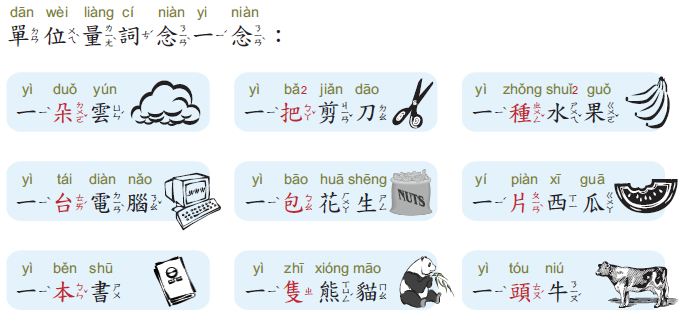 dān wèi liàng cí niàn yi niàn
單位量詞念一念：
yì duǒ yún
一朵雲
yì bǎ2 jiǎn dāo
一把剪刀
yì zhǒng shuǐ2 guǒ
一種水果
yì tái diàn nǎo
一台電腦
yì bāo huā shēng
一包花生
NUTS
yí piàn xī guā
一片西瓜
yì běn shū
一本書
yì zhī xióng māo
一隻熊貓
yì tóu niú
一頭牛